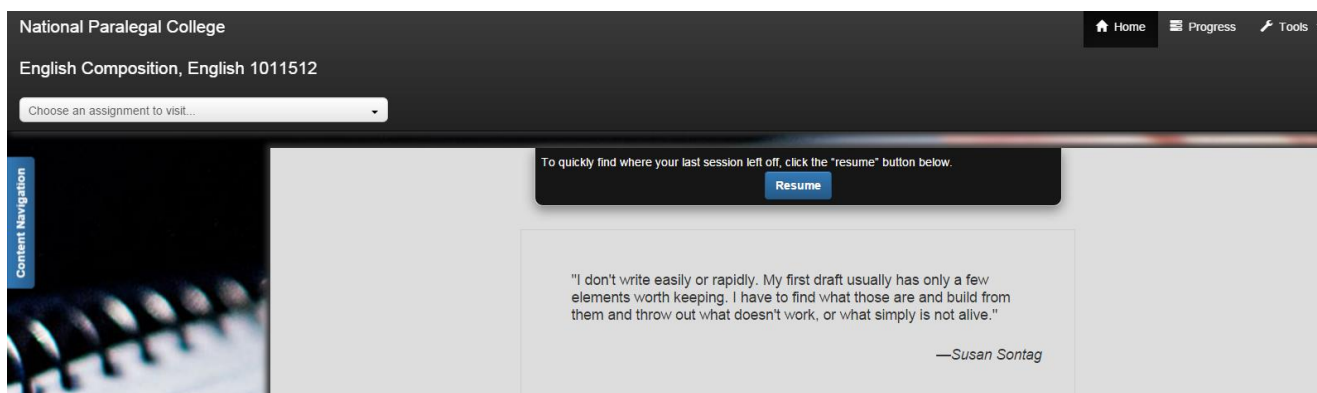 National Paralegal College
Home
Progress
Tools
English Composition, English 1011512
Choose an assignment to visit...
Content Navigation
To quickly find where your last session left off, click the "resume" button below.
Resume
"I don't write easily or rapidly. My first draft usually has only a few
elements worth keeping. I have to find what those are and build from
them and throw out what doesn't work, or what simply is not alive."
—Susan Sontag